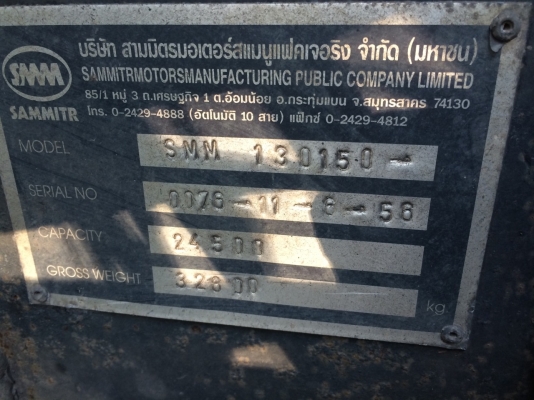 SMM
SAMMITR
บริษัท สามมิตรมอเตอร์สแมนูแฟคเจอริง จำกัด (มหาชน)
SAMMITRMOTORSMANUFACTURING PUBLIC COMPANY LIMITED
85/1 หมู่ 3 ถ.เศรษฐกิจ 1 ต.อ้อมน้อย อ.กระทุ่มแบน จ.สมุทรสาคร 74130
โทร. 0-2429-4888 (อัตโนมัติ 10 สาย) แฟ็กซ์ 0-2429-4812
MODEL SMM 130150-
SERIAL NO 0176-11-6-56
CAPACITY 24500
GROSS WEIGHT 32800 kg.